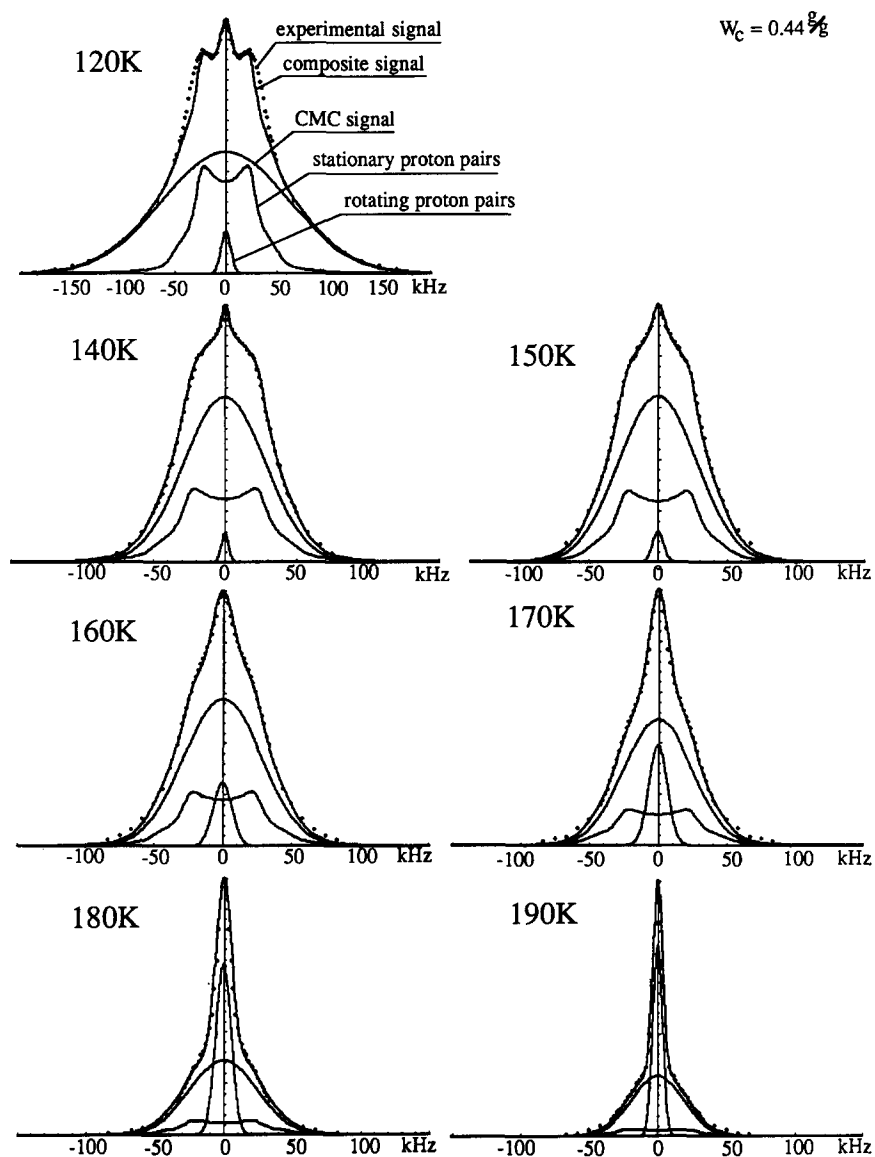 W_c = 0.44 g/g
120K
experimental signal
composite signal
CMC signal
stationary proton pairs
rotating proton pairs
-150 -100 -50 0 50 100 150 kHz
140K
-100 -50 0 50 100 kHz
150K
-100 -50 0 50 100 kHz
160K
-100 -50 0 50 100 kHz
170K
-100 -50 0 50 100 kHz
180K
-100 -50 0 50 100 kHz
190K
-100 -50 0 50 100 kHz